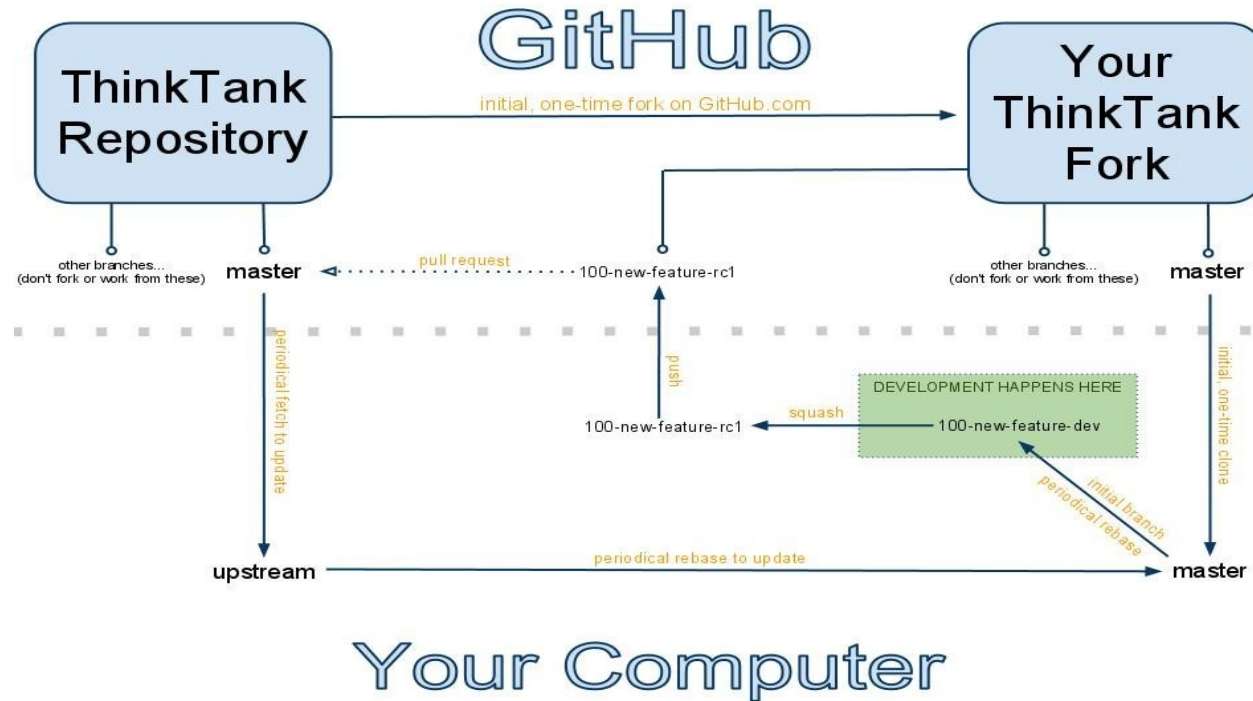 GitHub
ThinkTank
Repository
initial, one-time fork on GitHub.com
Your
ThinkTank
Fork
other branches...
(don't fork or work from these)
master
pull request
100-new-feature-rc1
other branches...
(don't fork or work from these)
master
periodical fetch to update
push
initial, one-time clone
DEVELOPMENT HAPPENS HERE
squash
100-new-feature-rc1
100-new-feature-dev
initial branch
periodical rebase
upstream
periodical rebase to update
master
Your Computer